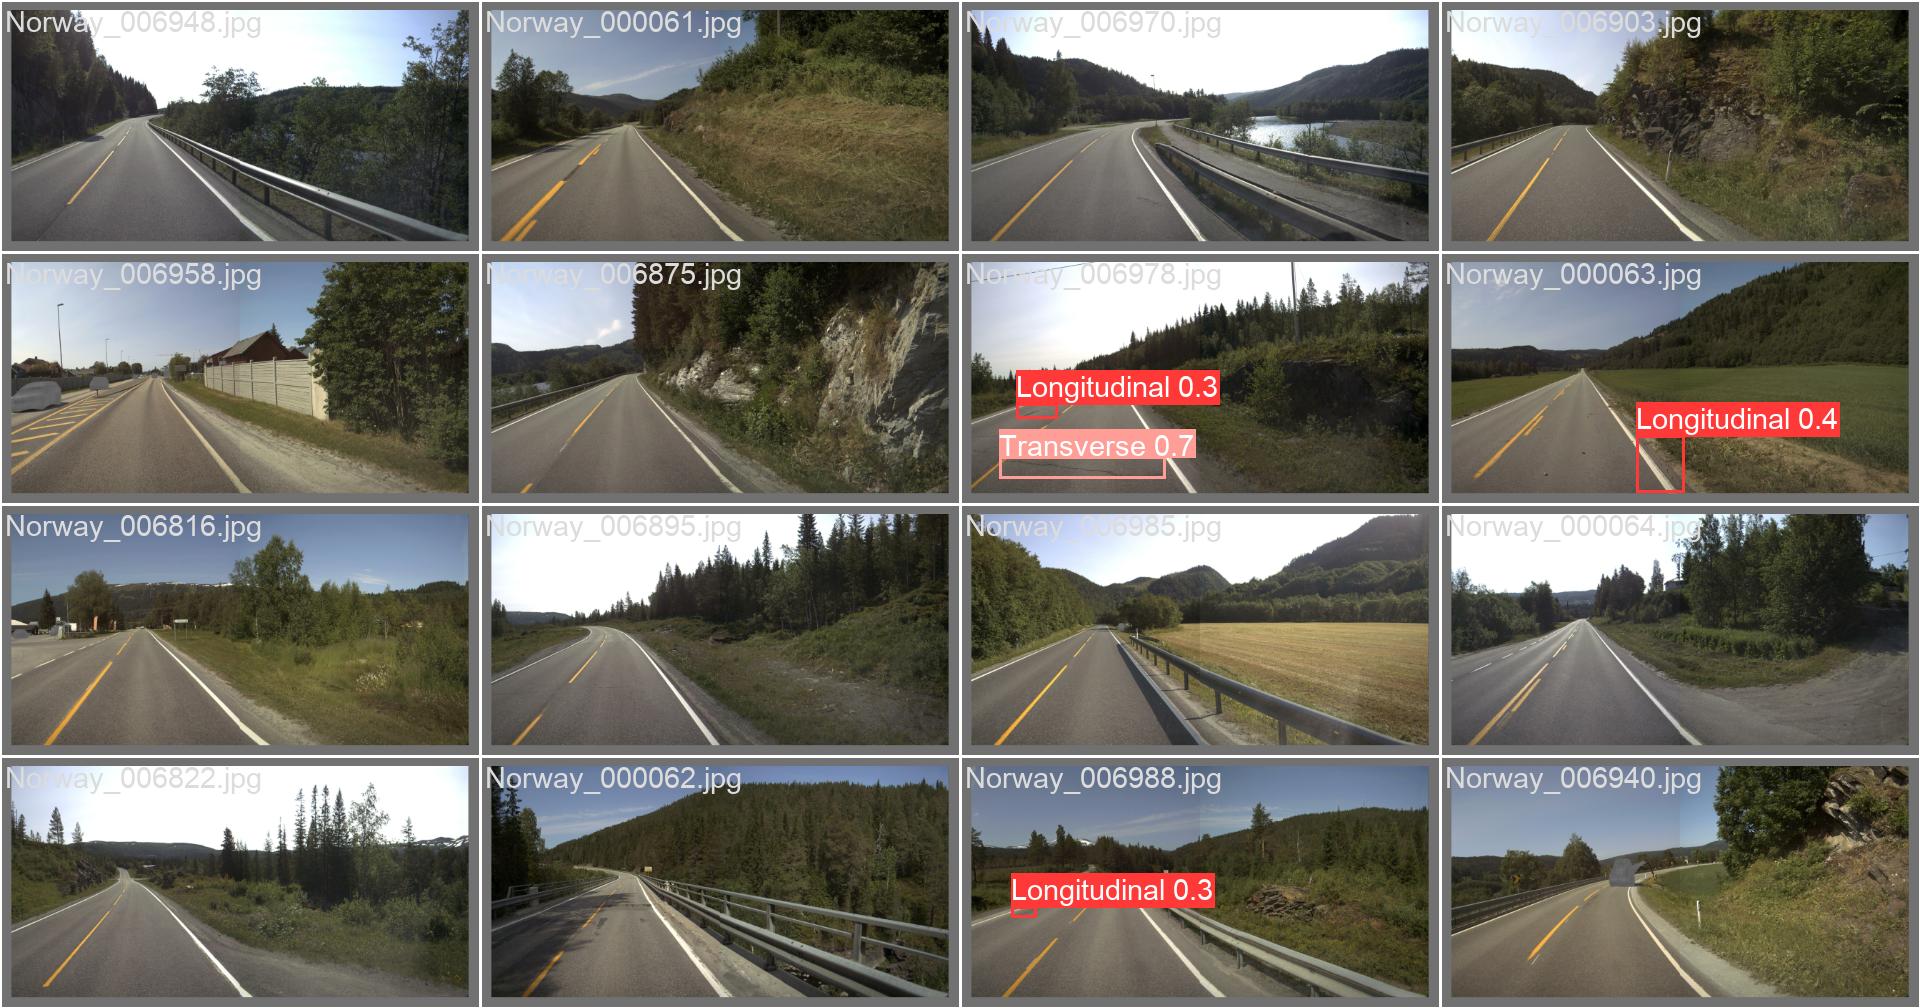 Norway_006948.jpg
Norway_000061.jpg
Norway_006970.jpg
Norway_006903.jpg
Norway_006958.jpg
Norway_006875.jpg
Norway_006978.jpg
Longitudinal 0.3
Transverse 0.7
Norway_000063.jpg
Longitudinal 0.4
Norway_006816.jpg
Norway_006895.jpg
Norway_006985.jpg
Norway_000064.jpg
Norway_006822.jpg
Norway_000062.jpg
Norway_006988.jpg
Longitudinal 0.3
Norway_006940.jpg